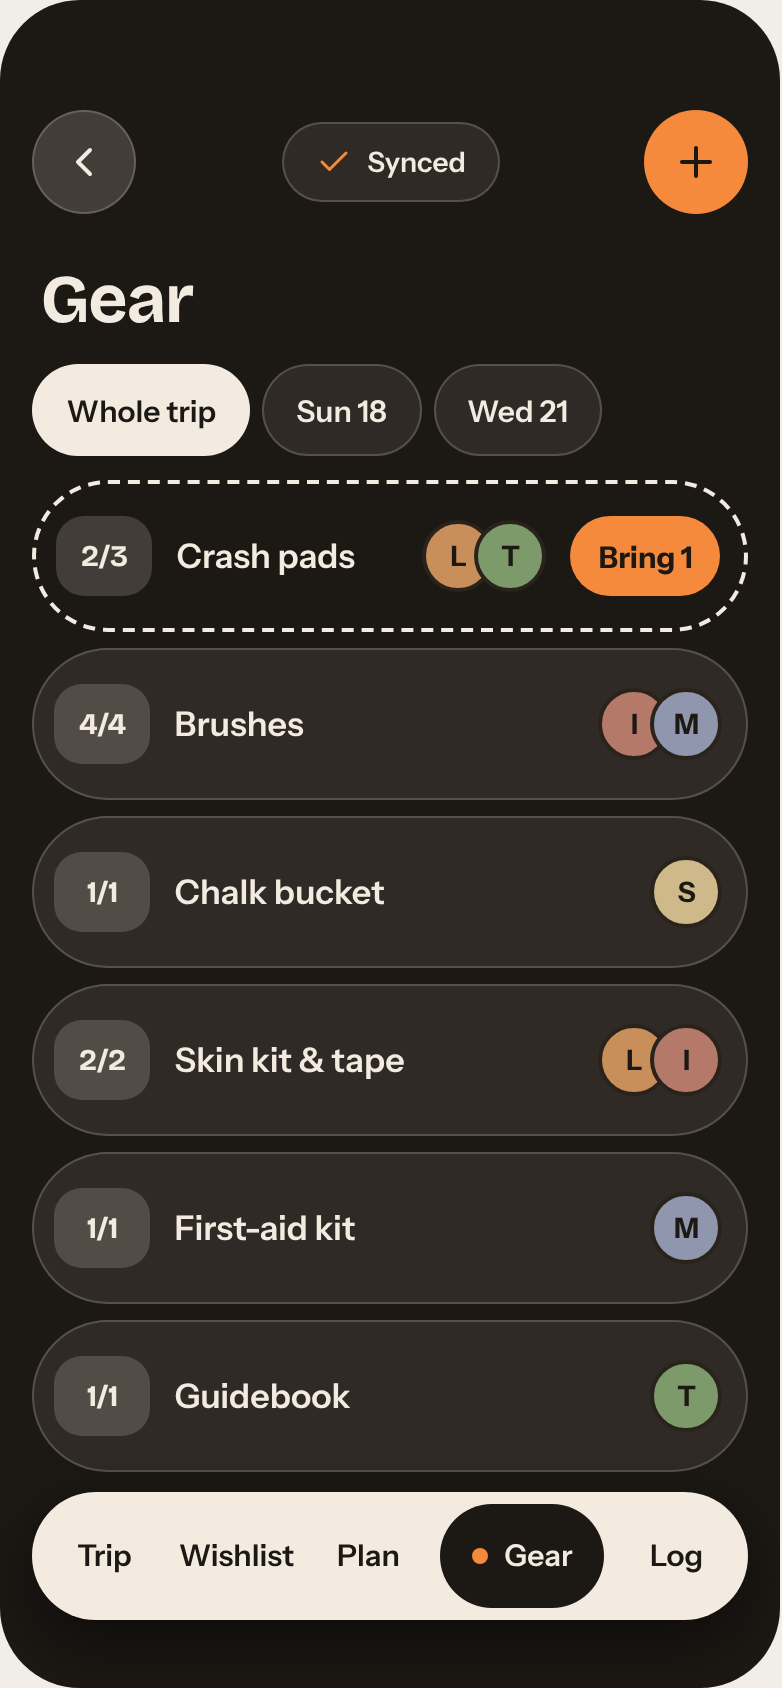 Synced
Gear
Whole trip Sun 18 Wed 21
2/3 Crash pads L T Bring 1
4/4 Brushes I M
1/1 Chalk bucket S
2/2 Skin kit & tape L I
1/1 First-aid kit M
1/1 Guidebook T
Trip Wishlist Plan Gear Log